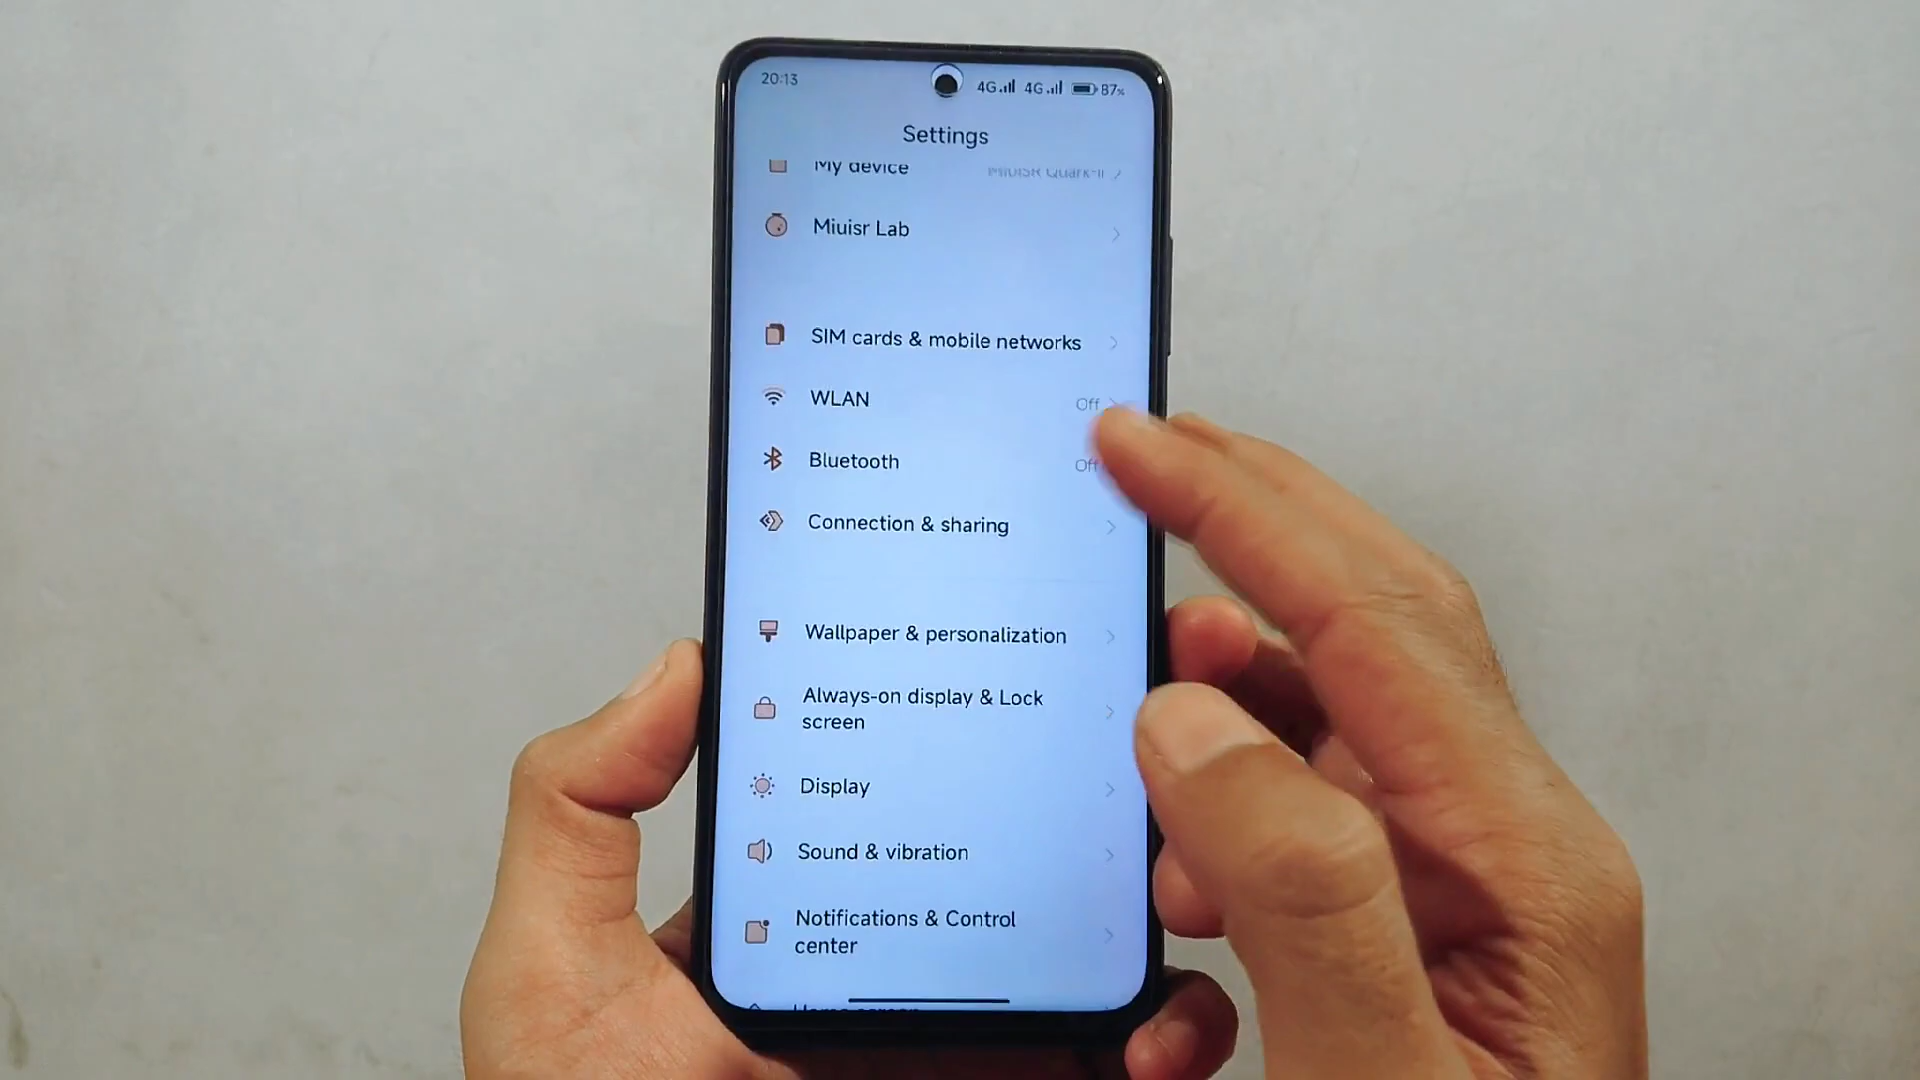 20:13
4G 4G 87%
Settings
My device
Miuisr Lab
SIM cards & mobile networks
WLAN Off
Bluetooth Off
Connection & sharing
Wallpaper & personalization
Always-on display & Lock
screen
Display
Sound & vibration
Notifications & Control
center